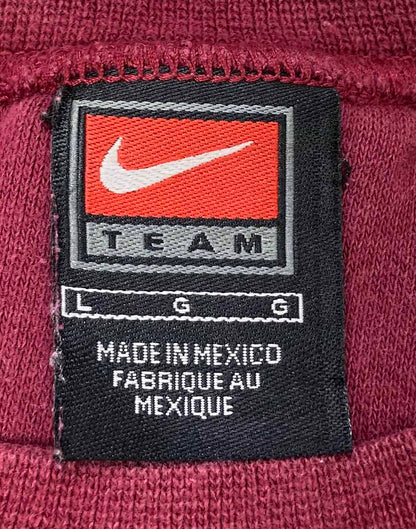 TEAM
L G G
MADE IN MEXICO
FABRIQUE AU
MEXIQUE